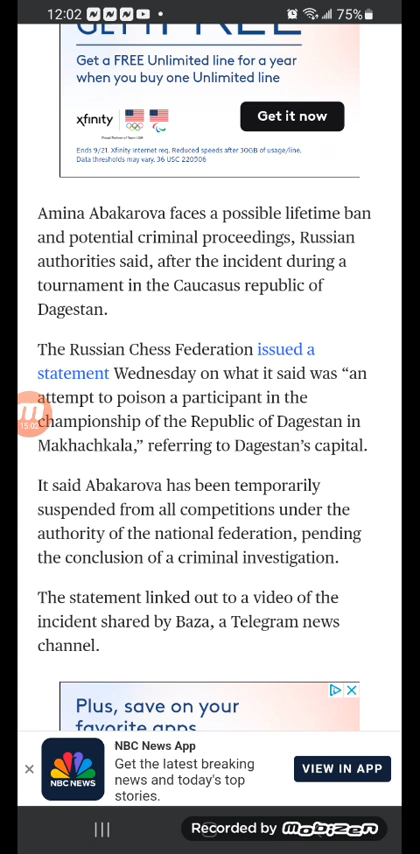 12:02
75%
GET 1 FREE
Get a FREE Unlimited line for a year
when you buy one Unlimited line
xfinity
Get it now
Ends 9/21. Xfinity Internet req. Reduced speeds after 30GB of usage/line.
Data thresholds may vary. 36 USC 220506
Amina Abakarova faces a possible lifetime ban
and potential criminal proceedings, Russian
authorities said, after the incident during a
tournament in the Caucasus republic of
Dagestan.
The Russian Chess Federation issued a
statement Wednesday on what it said was “an
attempt to poison a participant in the
championship of the Republic of Dagestan in
15:02
Makhachkala,” referring to Dagestan’s capital.
It said Abakarova has been temporarily
suspended from all competitions under the
authority of the national federation, pending
the conclusion of a criminal investigation.
The statement linked out to a video of the
incident shared by Baza, a Telegram news
channel.
Plus, save on your
favorite apps
NBC News App
Get the latest breaking
news and today's top
stories.
NBC NEWS
VIEW IN APP
Recorded by mobizen